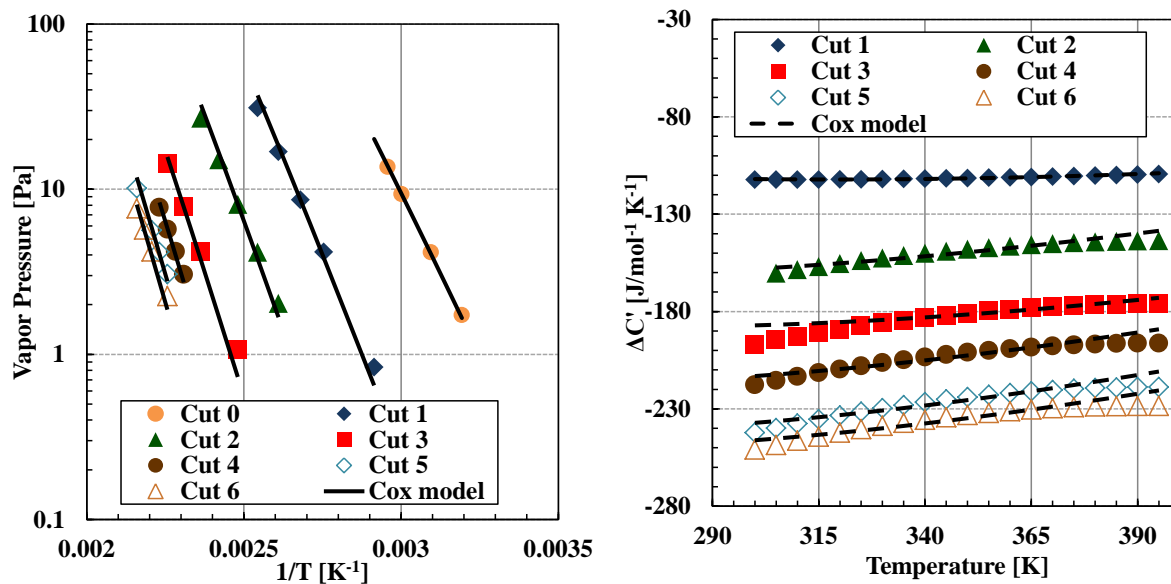 100
10
1
0.1
Vapor Pressure [Pa]
Cut 0
Cut 1
Cut 2
Cut 3
Cut 4
Cut 5
Cut 6
Cox model
0.002
0.0025
0.003
0.0035
1/T [K-1]
-30
-80
-130
-180
-230
-280
ΔC' [J/mol-1 K-1]
Cut 1
Cut 2
Cut 3
Cut 4
Cut 5
Cut 6
Cox model
290
315
340
365
390
Temperature [K]